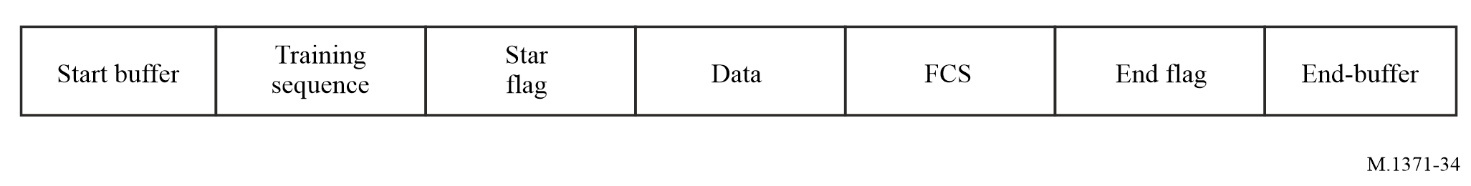 Start buffer
Training
sequence
Star
flag
Data
FCS
End flag
End-buffer
M.1371-34